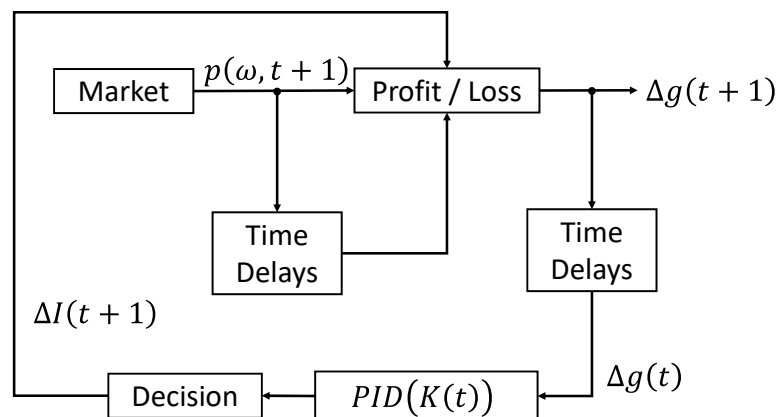 p(ω, t + 1)
Market
Profit / Loss
Δg(t + 1)
Time
Delays
Time
Delays
ΔI(t + 1)
Δg(t)
Decision
PID(K(t))